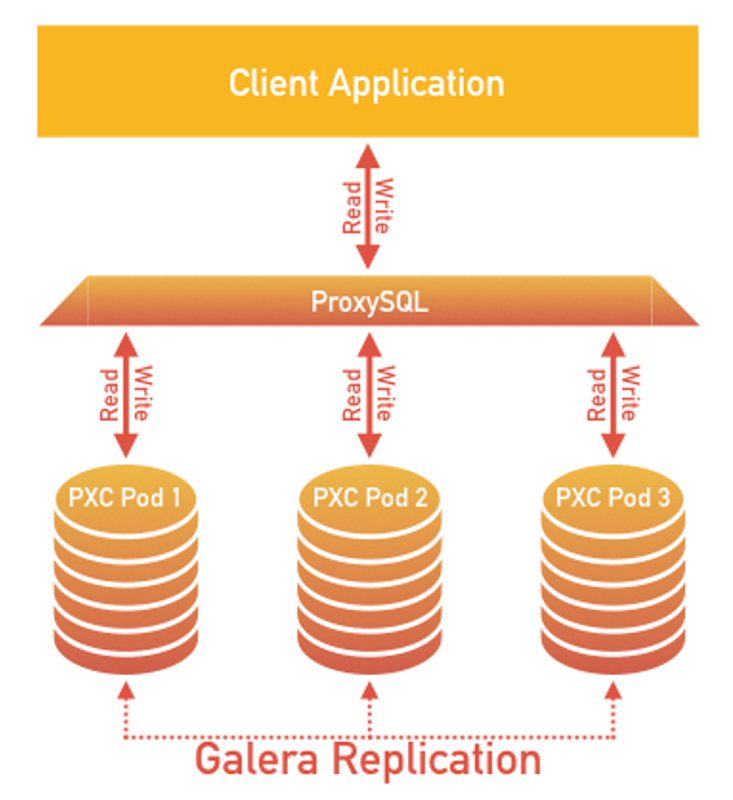 Client Application
Read
Write
ProxySQL
Read
Write
Read
Write
Read
Write
PXC Pod 1
PXC Pod 2
PXC Pod 3
Galera Replication